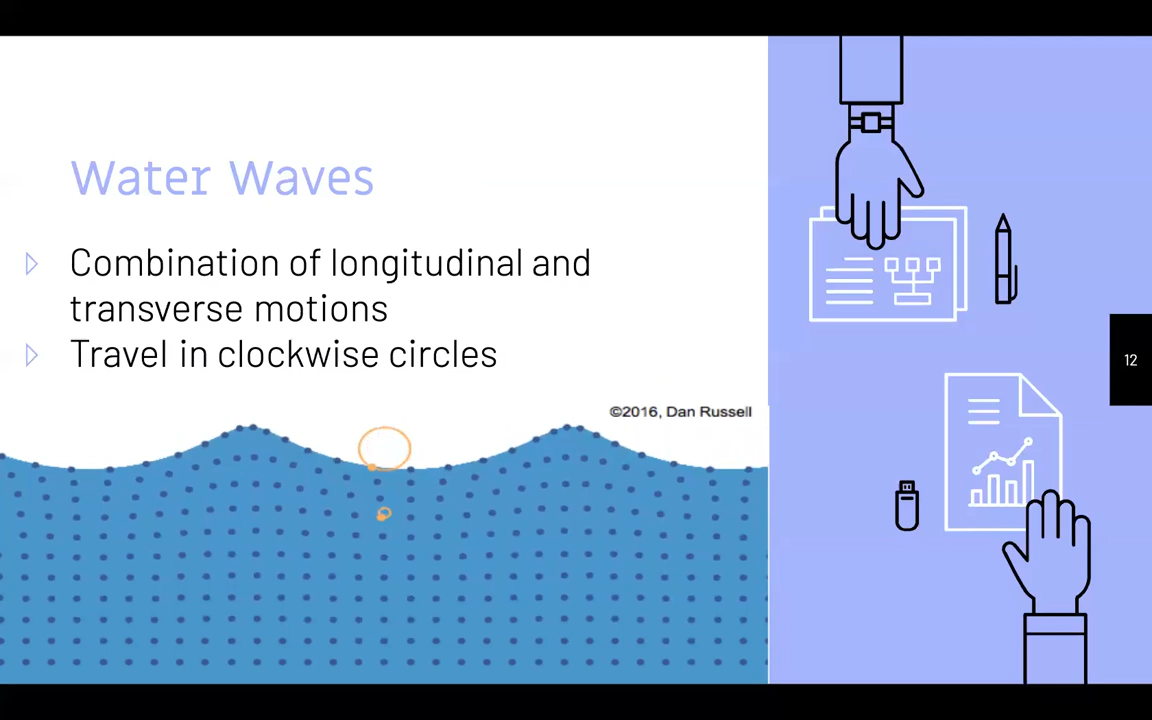 Water Waves
Combination of longitudinal and
transverse motions
Travel in clockwise circles
©2016, Dan Russell
12